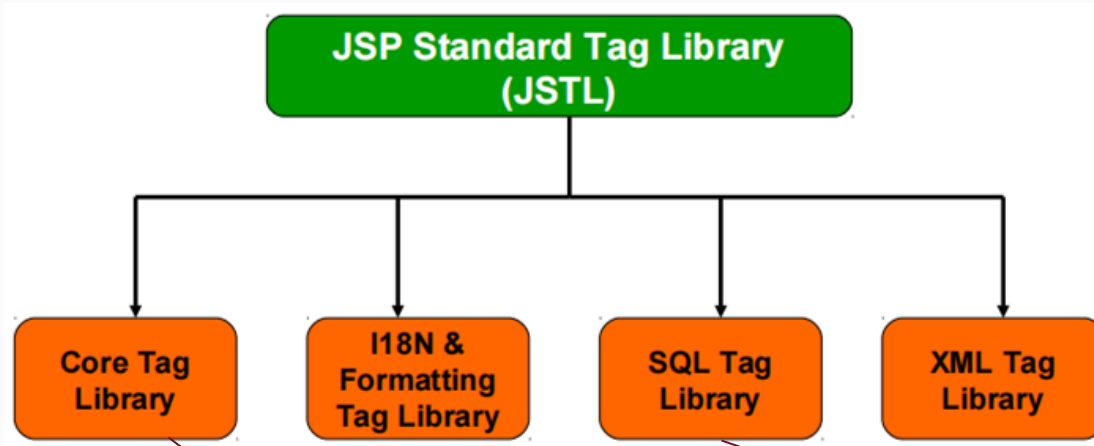 JSP Standard Tag Library
(JSTL)
Core Tag
Library
I18N &
Formatting
Tag Library
SQL Tag
Library
XML Tag
Library